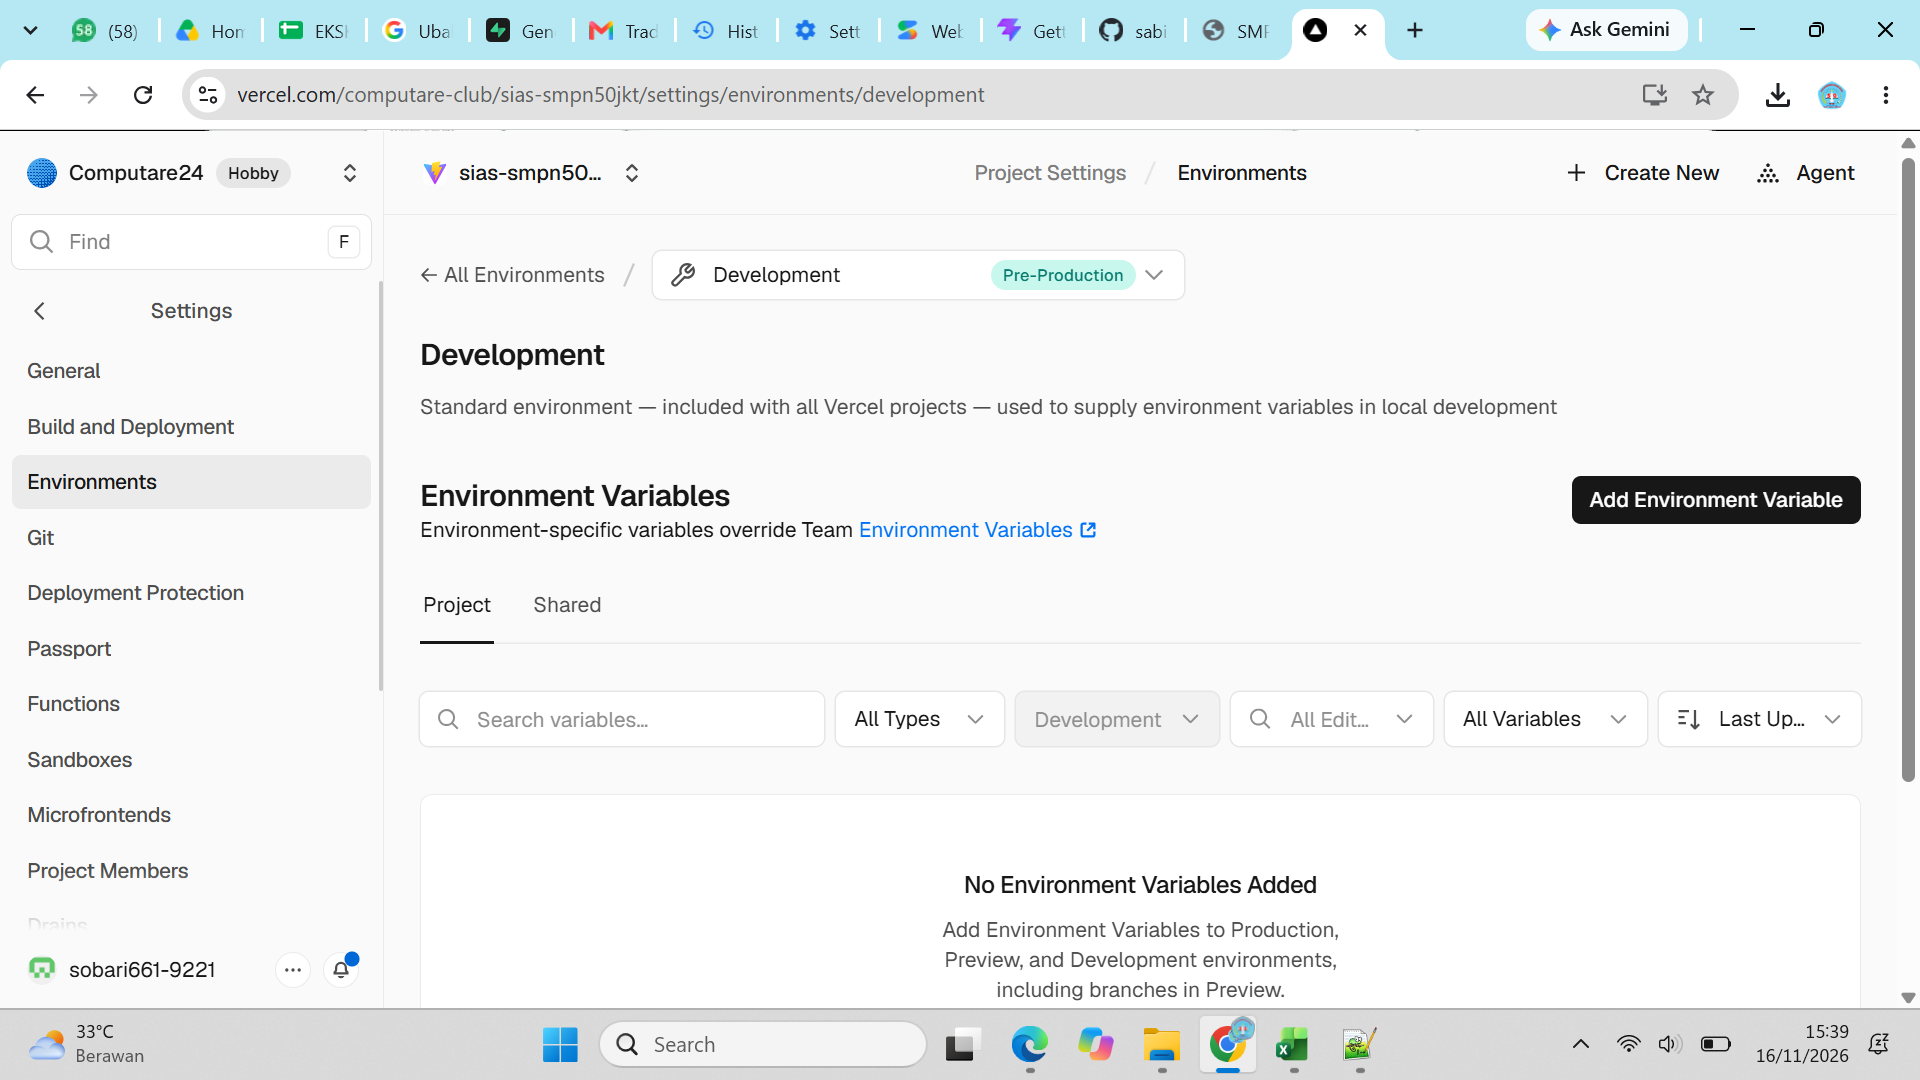 (58)
Hom
EKS
Uba
Gen
Trad
Hist
Sett
Web
Gett
sabi
SMP
Ask Gemini
vercel.com/computare-club/sias-smpn50jkt/settings/environments/development
Computare24 Hobby
sias-smpn50...
Project Settings / Environments
Create New
Agent
Find F
Settings
General
Build and Deployment
Environments
Git
Deployment Protection
Passport
Functions
Sandboxes
Microfrontends
Project Members
Drains
sobari661-9221
← All Environments / Development Pre-Production
Development
Standard environment — included with all Vercel projects — used to supply environment variables in local development
Environment Variables
Environment-specific variables override Team Environment Variables
Add Environment Variable
Project Shared
Search variables...
All Types
Development
All Edit...
All Variables
Last Up...
No Environment Variables Added
Add Environment Variables to Production,
Preview, and Development environments,
including branches in Preview.
33°C
Berawan
Search
15:39
16/11/2026